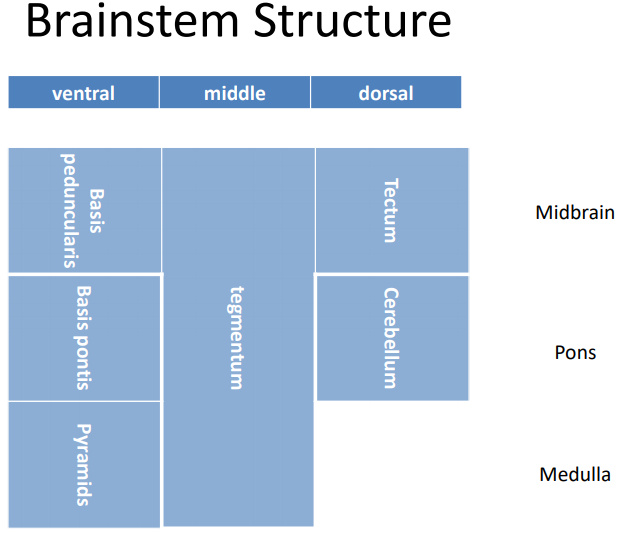 Brainstem Structure
ventral
middle
dorsal
Basis
peduncularis
Tectum
Midbrain
Basis pontis
tegmentum
Cerebellum
Pons
Pyramids
Medulla